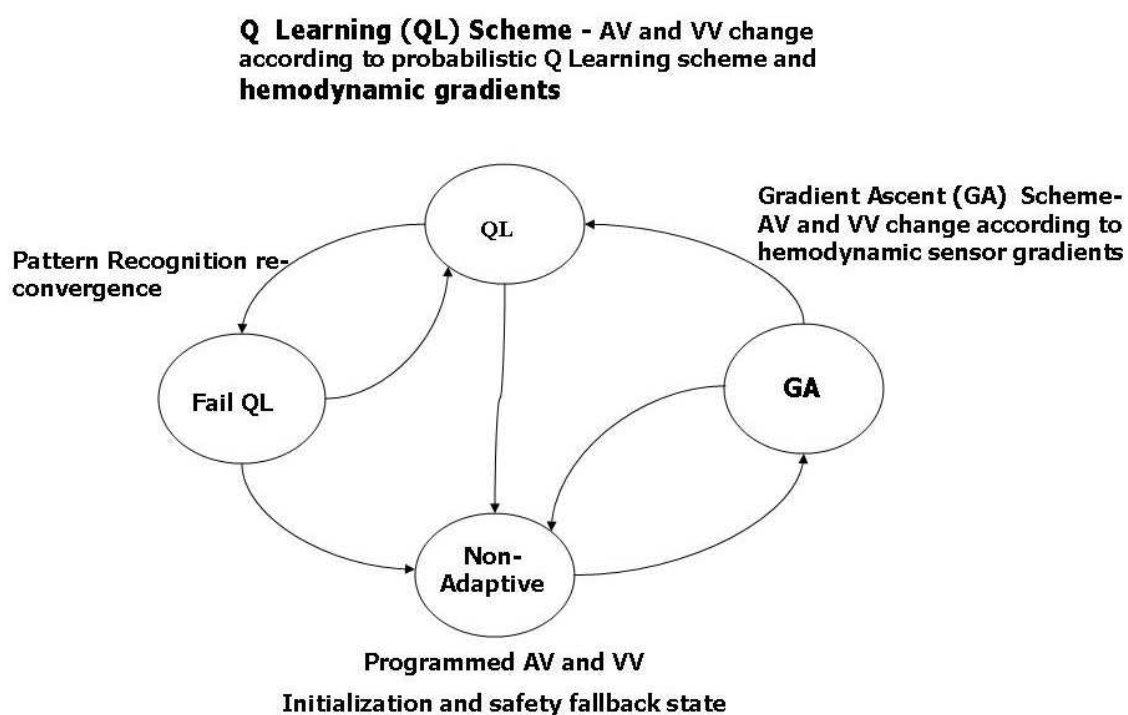 Q Learning (QL) Scheme - AV and VV change
according to probabilistic Q Learning scheme and
hemodynamic gradients
QL
Gradient Ascent (GA) Scheme-
AV and VV change according to
hemodynamic sensor gradients
Pattern Recognition re-
convergence
Fail QL
GA
Non-
Adaptive
Programmed AV and VV
Initialization and safety fallback state